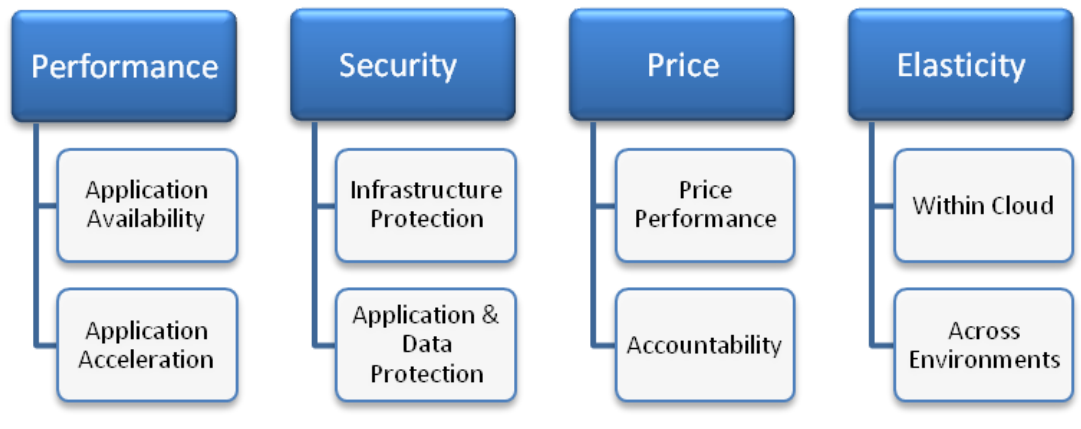 Performance
Application
Availability
Application
Acceleration
Security
Infrastructure
Protection
Application &
Data
Protection
Price
Price
Performance
Accountability
Elasticity
Within Cloud
Across
Environments